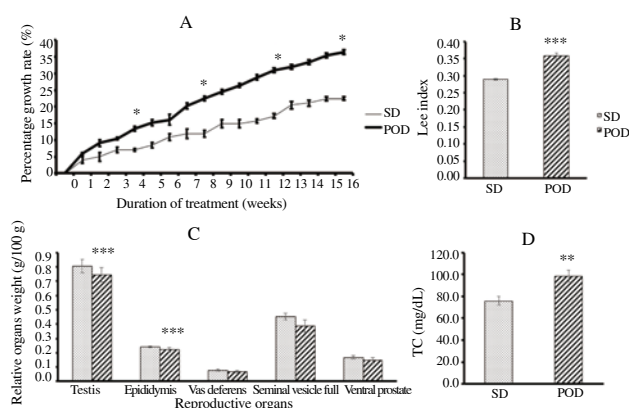 A
Percentatge growth rate (%)
40
35
30
25
20
15
10
5
0
*
*
*
*
SD
POD
0 1 2 3 4 5 6 7 8 9 10 11 12 13 14 15 16
Duration of treatment (weeks)
B
Lee index
0.40
0.35
0.30
0.25
0.20
0.15
0.10
0.05
0.00
***
SD POD
SD
POD
C
Relative organs weight (g/100 g)
0.9
0.8
0.7
0.6
0.5
0.4
0.3
0.2
0.1
0.0
***
***
Testis Epididymis Vas deferens Seminal vesicle full Ventral prostate
Reproductive organs
D
TC (mg/dL)
120.0
100.0
80.0
60.0
40.0
20.0
0.0
**
SD POD